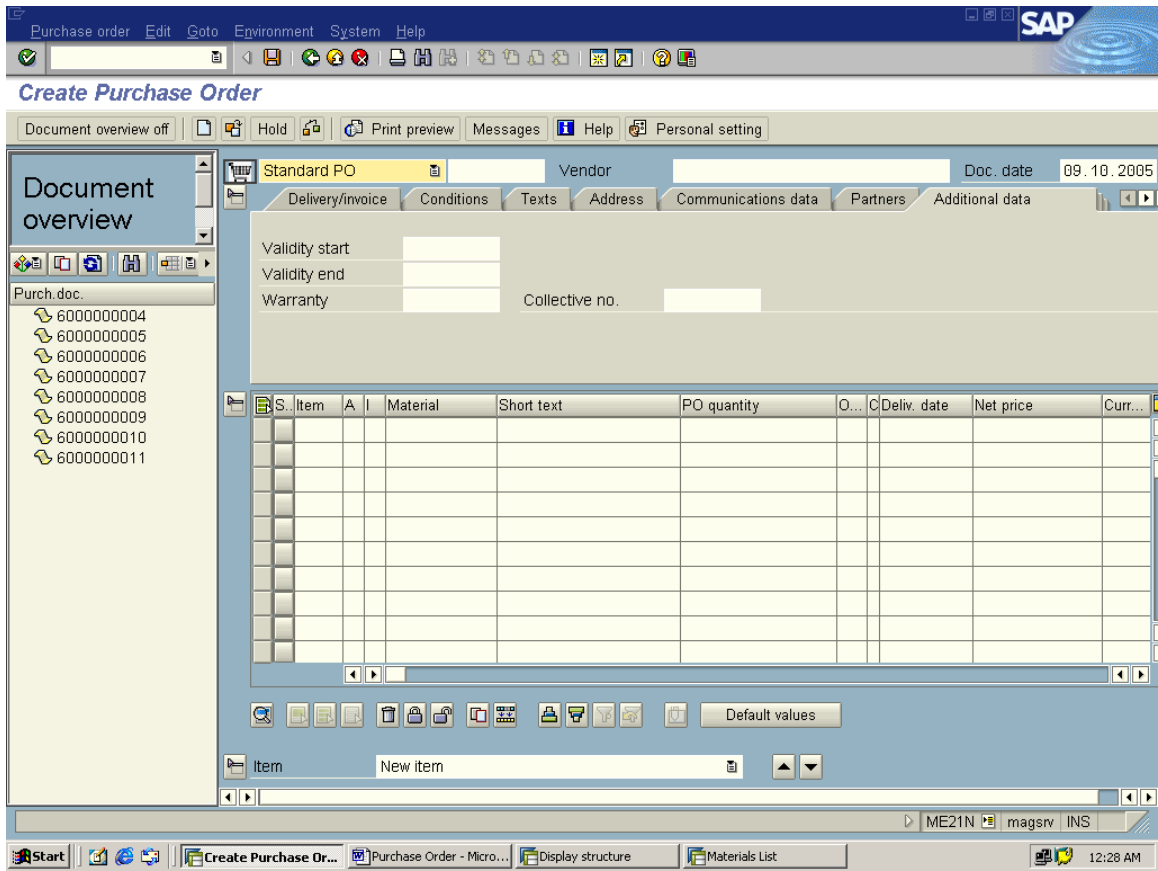 Purchase order Edit Goto Environment System Help
SAP
Create Purchase Order
Document overview off Hold Print preview Messages Help Personal setting
Document overview
Standard PO Vendor Doc. date 09.10.2005
Delivery/invoice Conditions Texts Address Communications data Partners Additional data
Validity start
Validity end
Warranty Collective no.
Purch.doc.
6000000004
6000000005
6000000006
6000000007
6000000008
6000000009
6000000010
6000000011
S.. Item A I Material Short text PO quantity O... C Deliv. date Net price Curr...
Default values
Item New item
ME21N magsrv INS
Start Create Purchase Or... Purchase Order - Micro... Display structure Materials List 12:28 AM